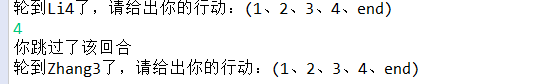 轮到Li4了，请给出你的行动：(1、2、3、4、end)
4
你跳过了该回合
轮到Zhang3了，请给出你的行动：(1、2、3、4、end)